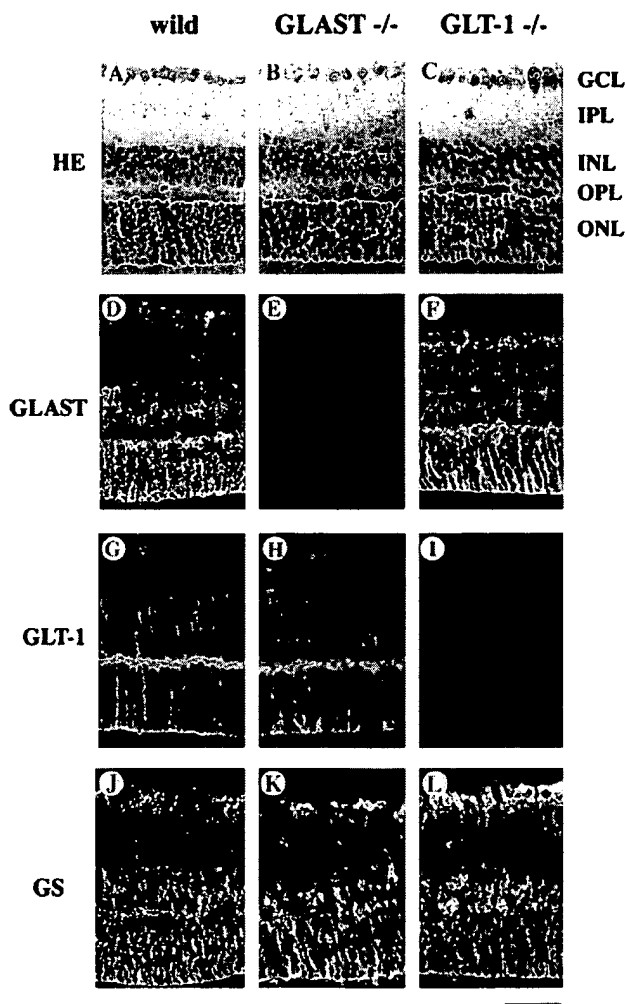 wild GLAST -/- GLT-1 -/-
HE
A B C
GCL
IPL
INL
OPL
ONL
GLAST
D E F
GLT-1
G H I
GS
J K L